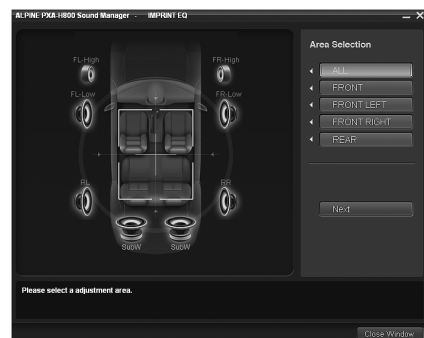 ALPINE PXA-H800 Sound Manager - IMPRINT EQ
Area Selection
FL-High
FR-High
ALL
FL-Low
FR-Low
FRONT
FRONT LEFT
FRONT RIGHT
REAR
RL
RR
Next
SubW
SubW
Please select a adjustment area.
Close Window